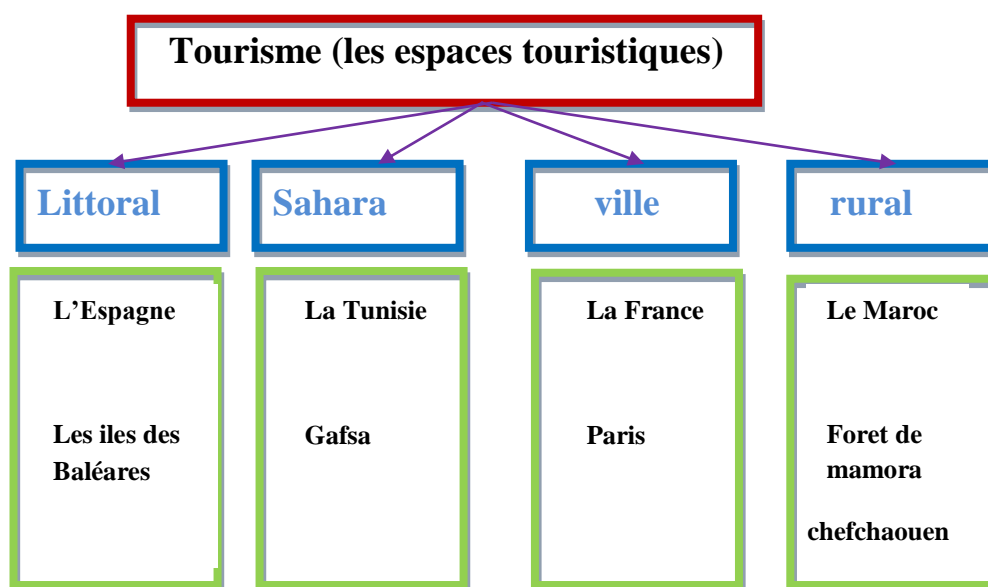 Tourisme (les espaces touristiques)
Littoral
Sahara
ville
rural
L’Espagne
Les iles des
Baléares
La Tunisie
Gafsa
La France
Paris
Le Maroc
Foret de
mamora
chefchaouen